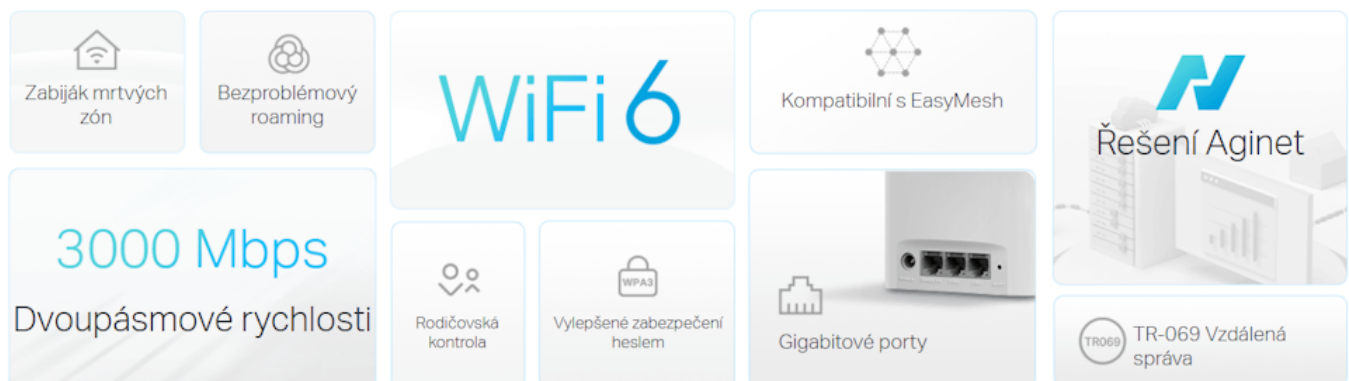 Zabiják mrtvých
zón
Bezproblémový
roaming
WiFi 6
Kompatibilní s EasyMesh
Řešení Aginet
3000 Mbps
Dvoupásmové rychlosti
Rodičovská
kontrola
WPA3
Vylepšené zabezpečení
heslem
Gigabitové porty
TR069
TR-069 Vzdálená
správa